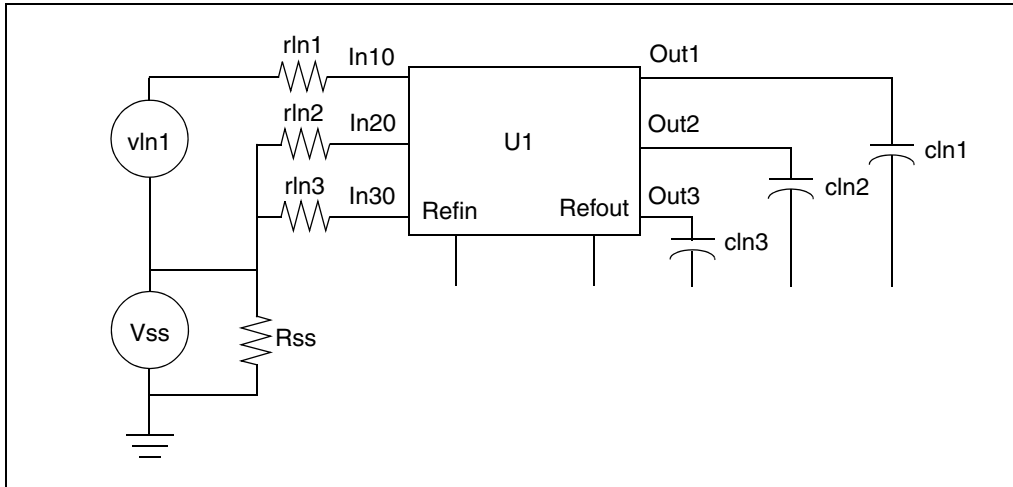 rIn1
In10
Out1
vIn1
rIn2
In20
U1
Out2
cIn1
rIn3
In30
Refin
Refout
Out3
cIn2
cIn3
Vss
Rss